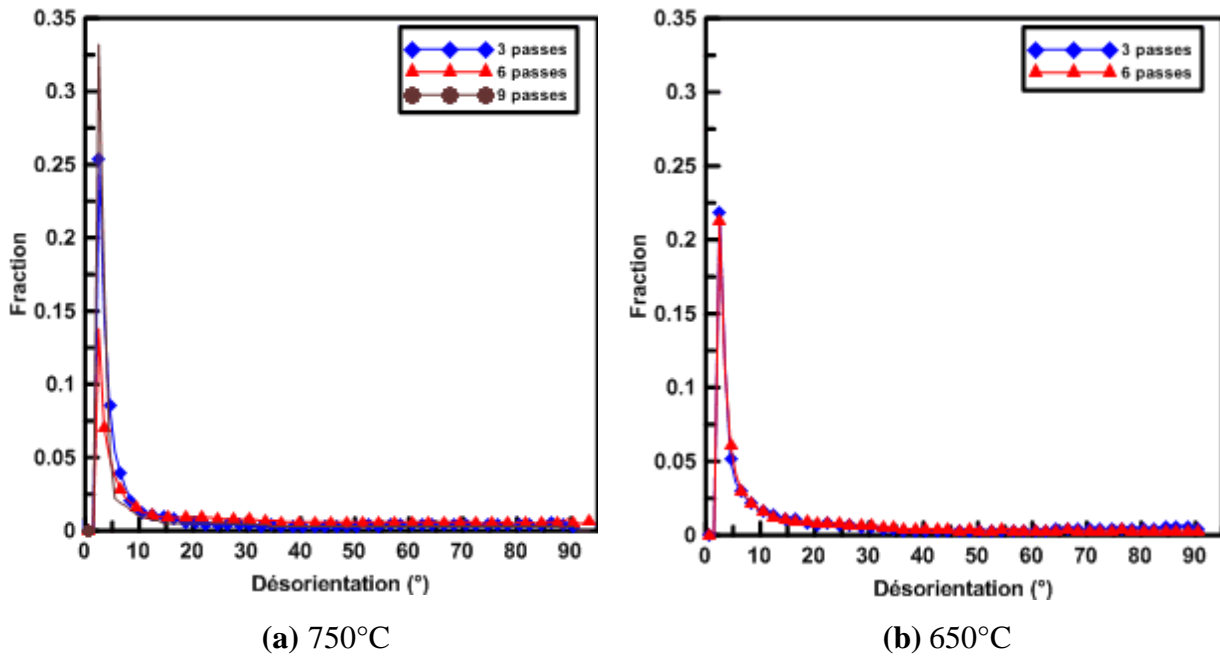 0.35
0.3
0.25
0.2
0.15
0.1
0.05
0
Fraction
3 passes
6 passes
9 passes
0 10 20 30 40 50 60 70 80 90
Désorientation (°)
(a) 750°C
0.35
0.3
0.25
0.2
0.15
0.1
0.05
0
Fraction
3 passes
6 passes
0 10 20 30 40 50 60 70 80 90
Désorientation (°)
(b) 650°C